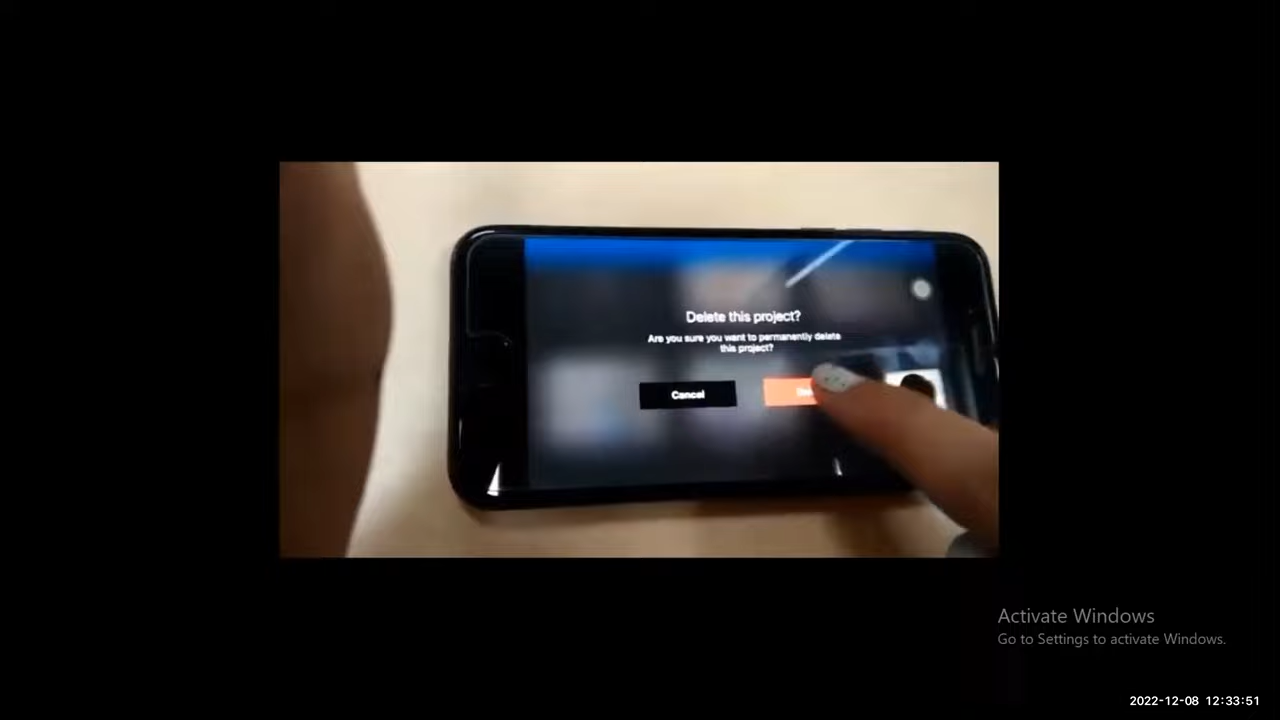 Delete this project?
Are you sure you want to permanently delete
this project?
Cancel
Activate Windows
Go to Settings to activate Windows.
2022-12-08 12:33:51